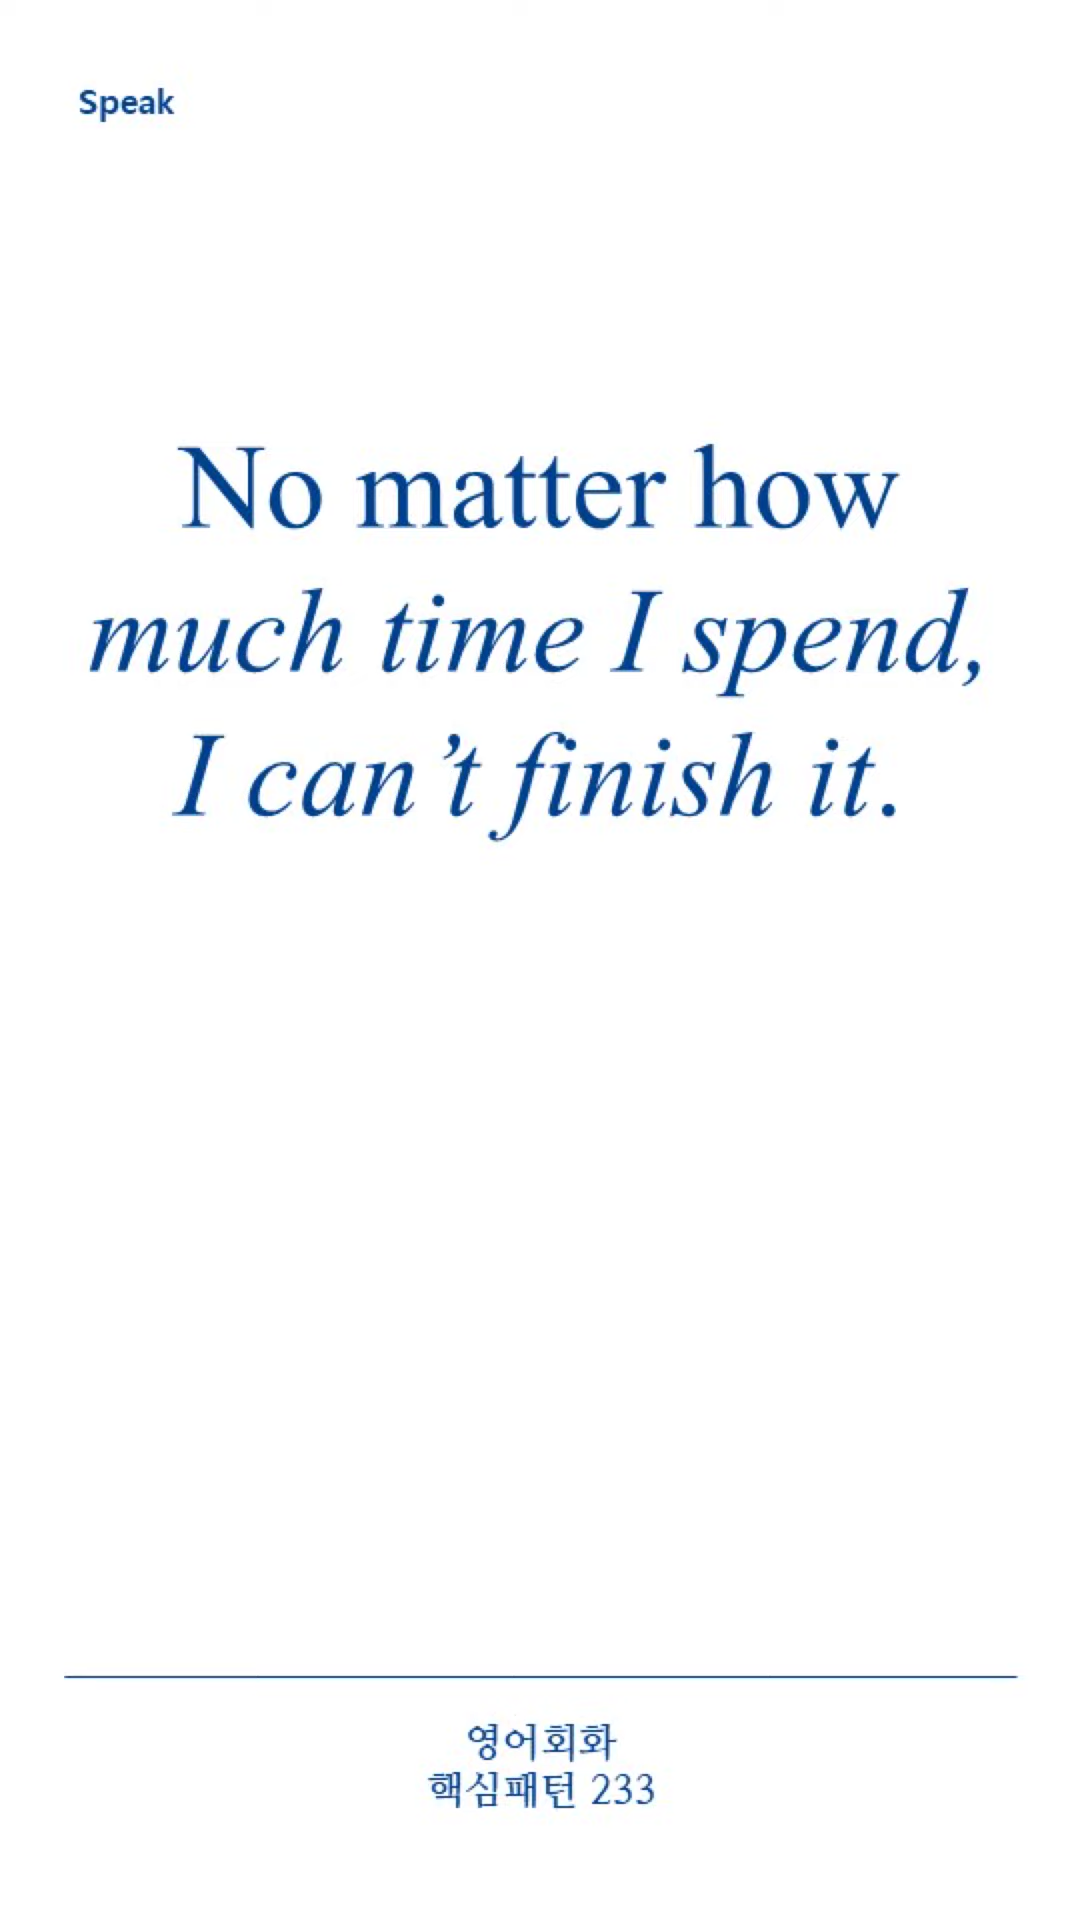 Speak
No matter how
much time I spend,
I can’t finish it.
영어회화
핵심패턴 233